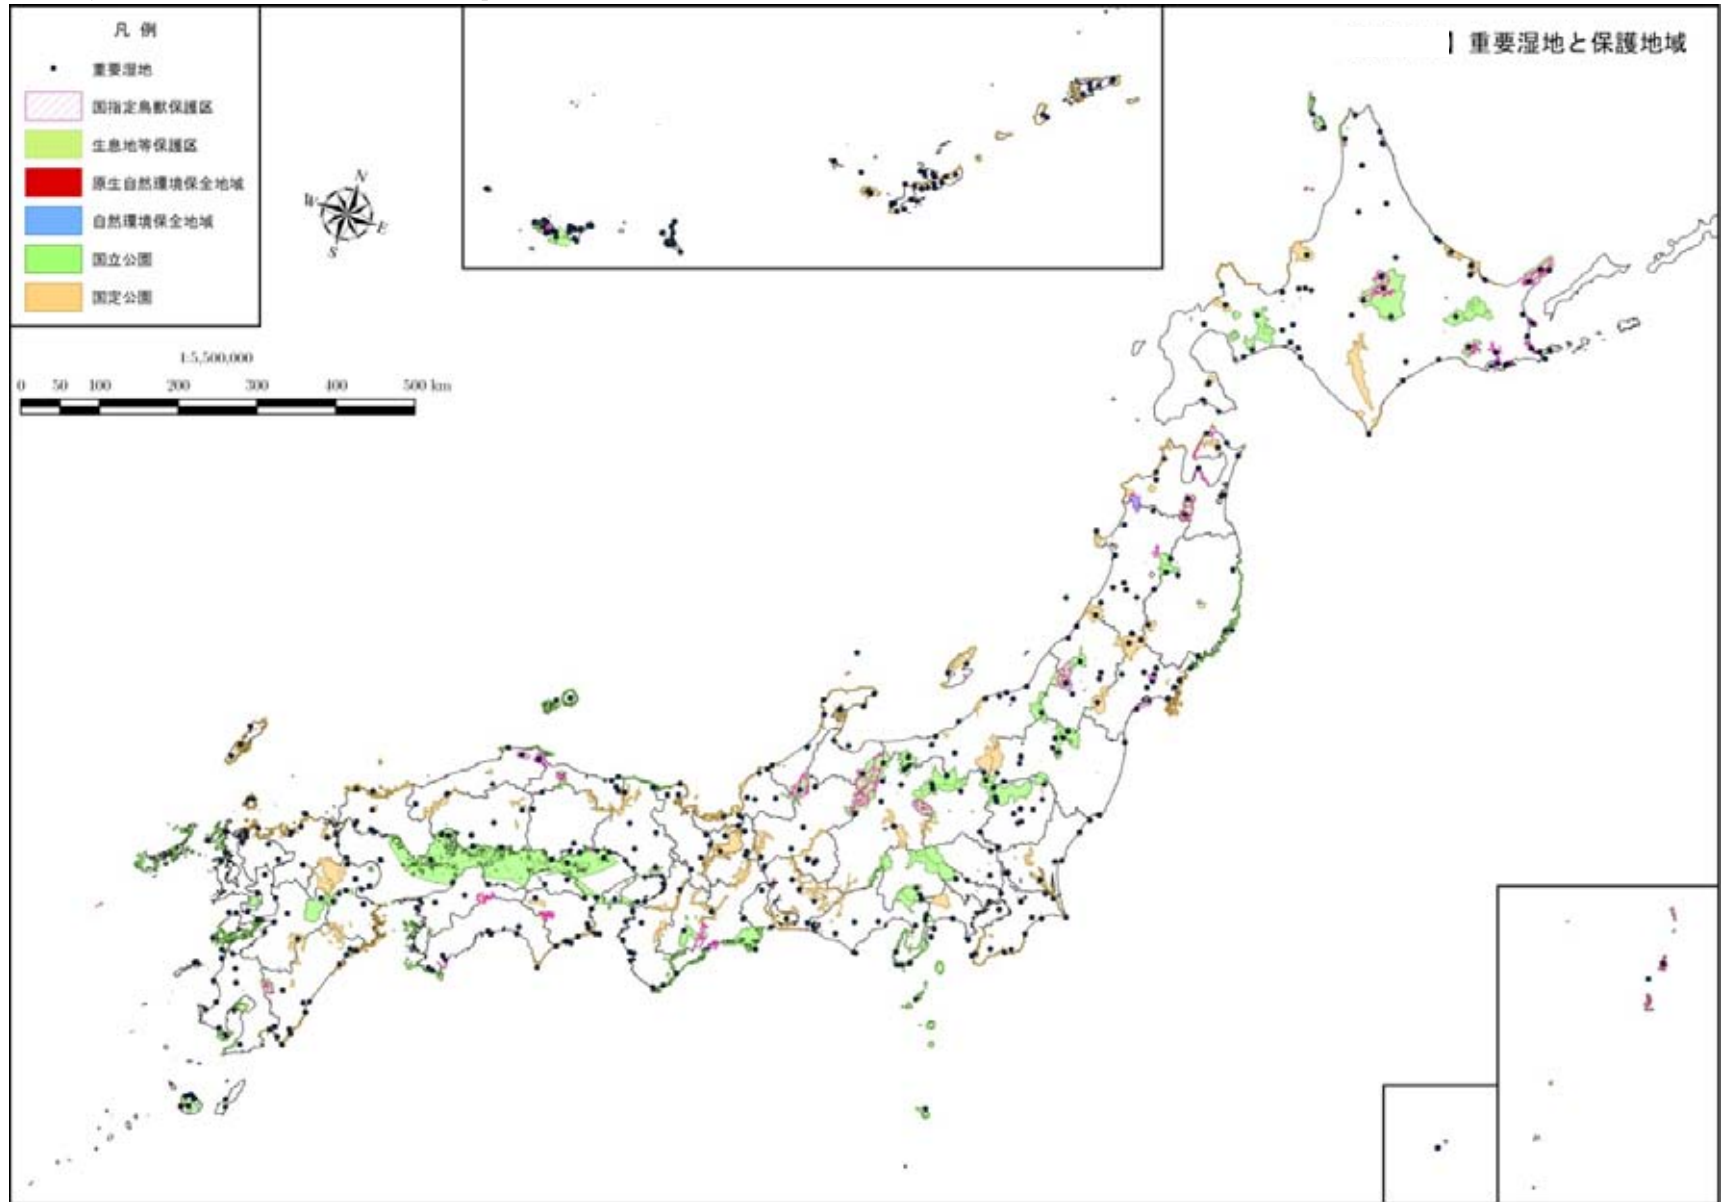 凡 例
重要湿地
国指定鳥獣保護区
生息地等保護区
原生自然環境保全地域
自然環境保全地域
国立公園
国定公園
重要湿地と保護地域
N
W
E
S
1:5,500,000
0 50 100 200 300 400 500 km